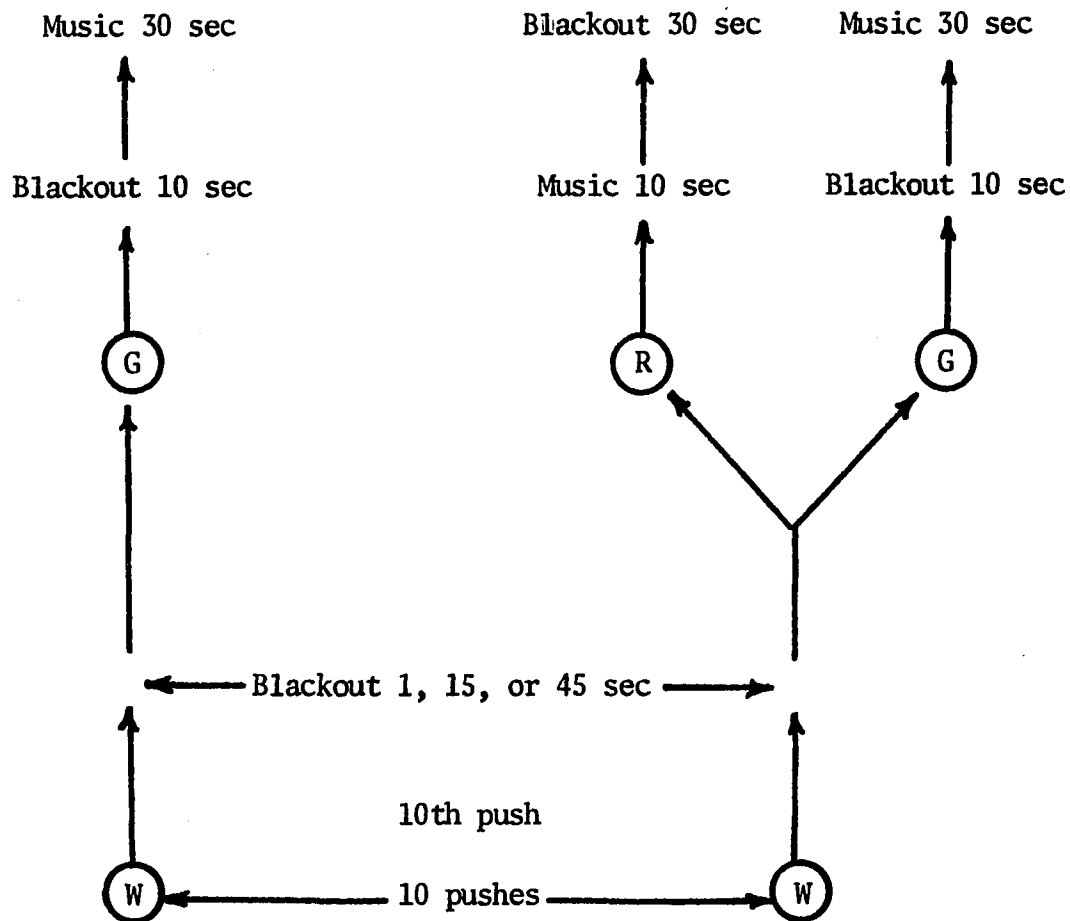 Music 30 sec
Blackout 30 sec
Music 30 sec
Blackout 10 sec
Music 10 sec
Blackout 10 sec
G
R
G
Blackout 1, 15, or 45 sec
10th push
W
10 pushes
W